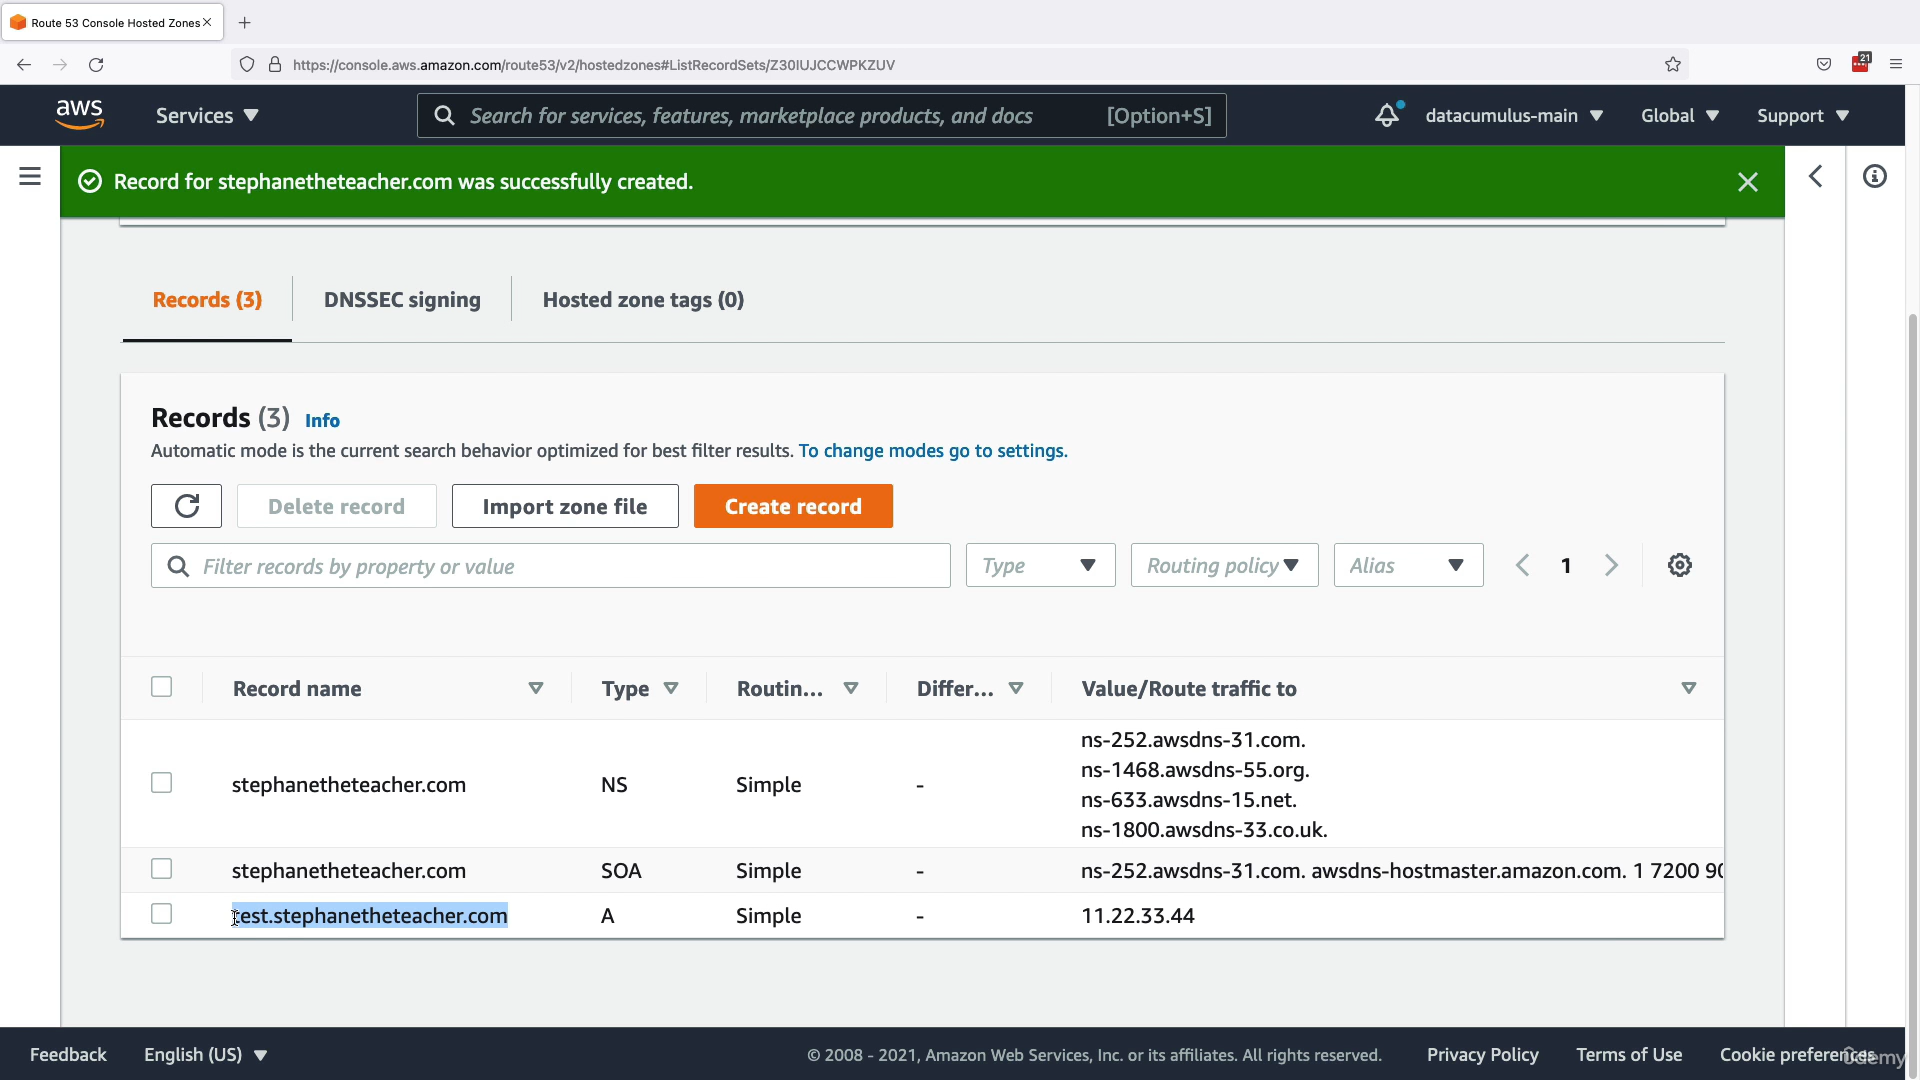 Route 53 Console Hosted Zones
https://console.aws.amazon.com/route53/v2/hostedzones#ListRecordSets/Z30IUJCCWPKZUV
21
aws Services Search for services, features, marketplace products, and docs [Option+S] datacumulus-main Global Support
Record for stephanetheteacher.com was successfully created.
Records (3) DNSSEC signing Hosted zone tags (0)
Records (3) Info
Automatic mode is the current search behavior optimized for best filter results. To change modes go to settings.
Delete record Import zone file Create record
Filter records by property or value Type Routing policy Alias 1
Record name Type Routin... Differ... Value/Route traffic to
ns-252.awsdns-31.com.
ns-1468.awsdns-55.org.
stephanetheteacher.com NS Simple -
ns-633.awsdns-15.net.
ns-1800.awsdns-33.co.uk.
stephanetheteacher.com SOA Simple - ns-252.awsdns-31.com. awsdns-hostmaster.amazon.com. 1 7200 90
test.stephanetheteacher.com A Simple - 11.22.33.44
Feedback English (US) © 2008 - 2021, Amazon Web Services, Inc. or its affiliates. All rights reserved. Privacy Policy Terms of Use Cookie preferences
ûdemy